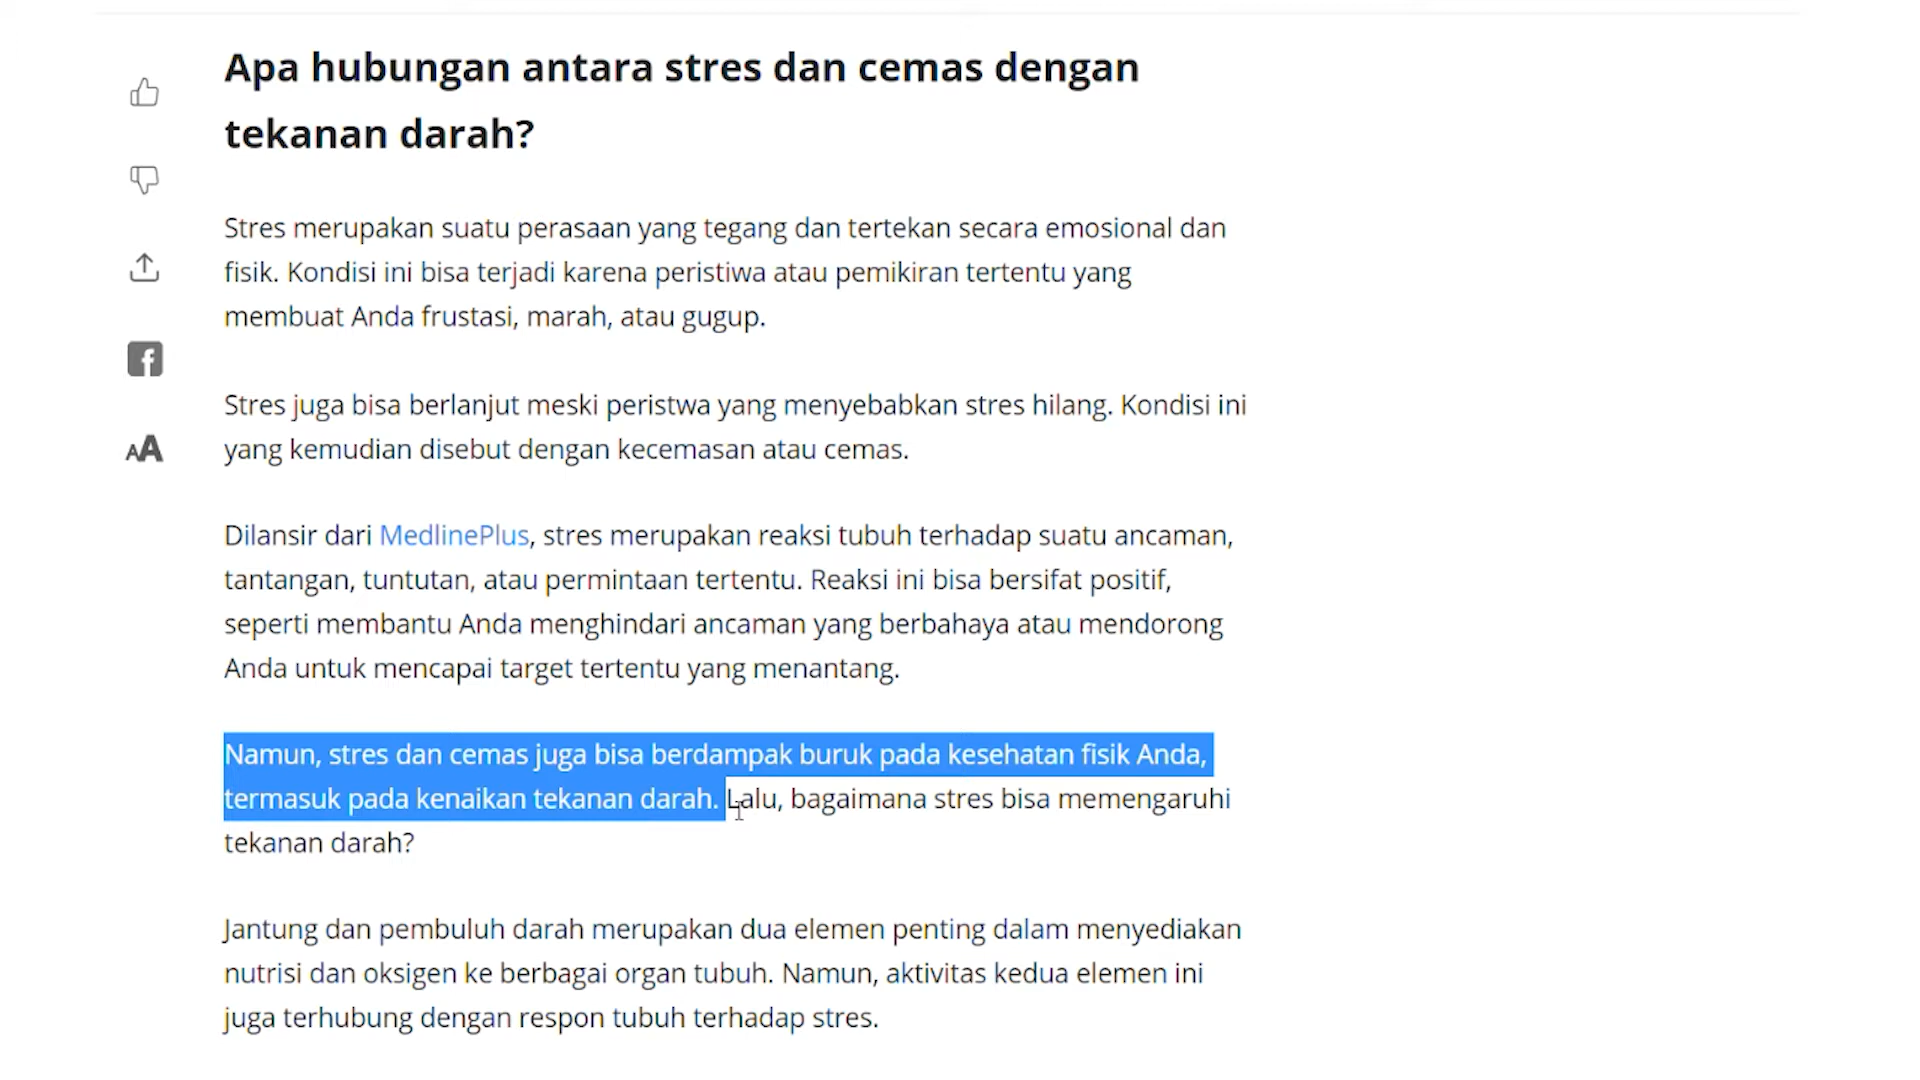 Apa hubungan antara stres dan cemas dengan
tekanan darah?
Stres merupakan suatu perasaan yang tegang dan tertekan secara emosional dan
fisik. Kondisi ini bisa terjadi karena peristiwa atau pemikiran tertentu yang
membuat Anda frustasi, marah, atau gugup.
Stres juga bisa berlanjut meski peristwa yang menyebabkan stres hilang. Kondisi ini
yang kemudian disebut dengan kecemasan atau cemas.
Dilansir dari MedlinePlus, stres merupakan reaksi tubuh terhadap suatu ancaman,
tantangan, tuntutan, atau permintaan tertentu. Reaksi ini bisa bersifat positif,
seperti membantu Anda menghindari ancaman yang berbahaya atau mendorong
Anda untuk mencapai target tertentu yang menantang.
Namun, stres dan cemas juga bisa berdampak buruk pada kesehatan fisik Anda,
termasuk pada kenaikan tekanan darah. Lalu, bagaimana stres bisa memengaruhi
tekanan darah?
Jantung dan pembuluh darah merupakan dua elemen penting dalam menyediakan
nutrisi dan oksigen ke berbagai organ tubuh. Namun, aktivitas kedua elemen ini
juga terhubung dengan respon tubuh terhadap stres.
f
AA